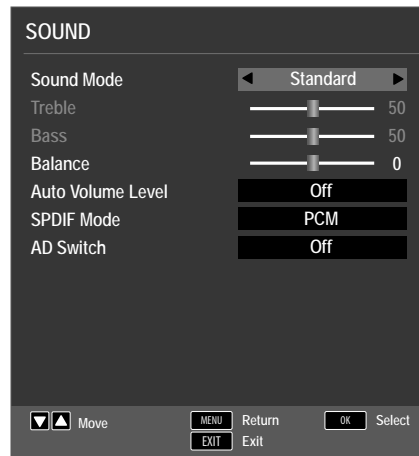 SOUND
Sound Mode Standard
Treble 50
Bass 50
Balance 0
Auto Volume Level Off
SPDIF Mode PCM
AD Switch Off
Move MENU Return OK Select
EXIT Exit